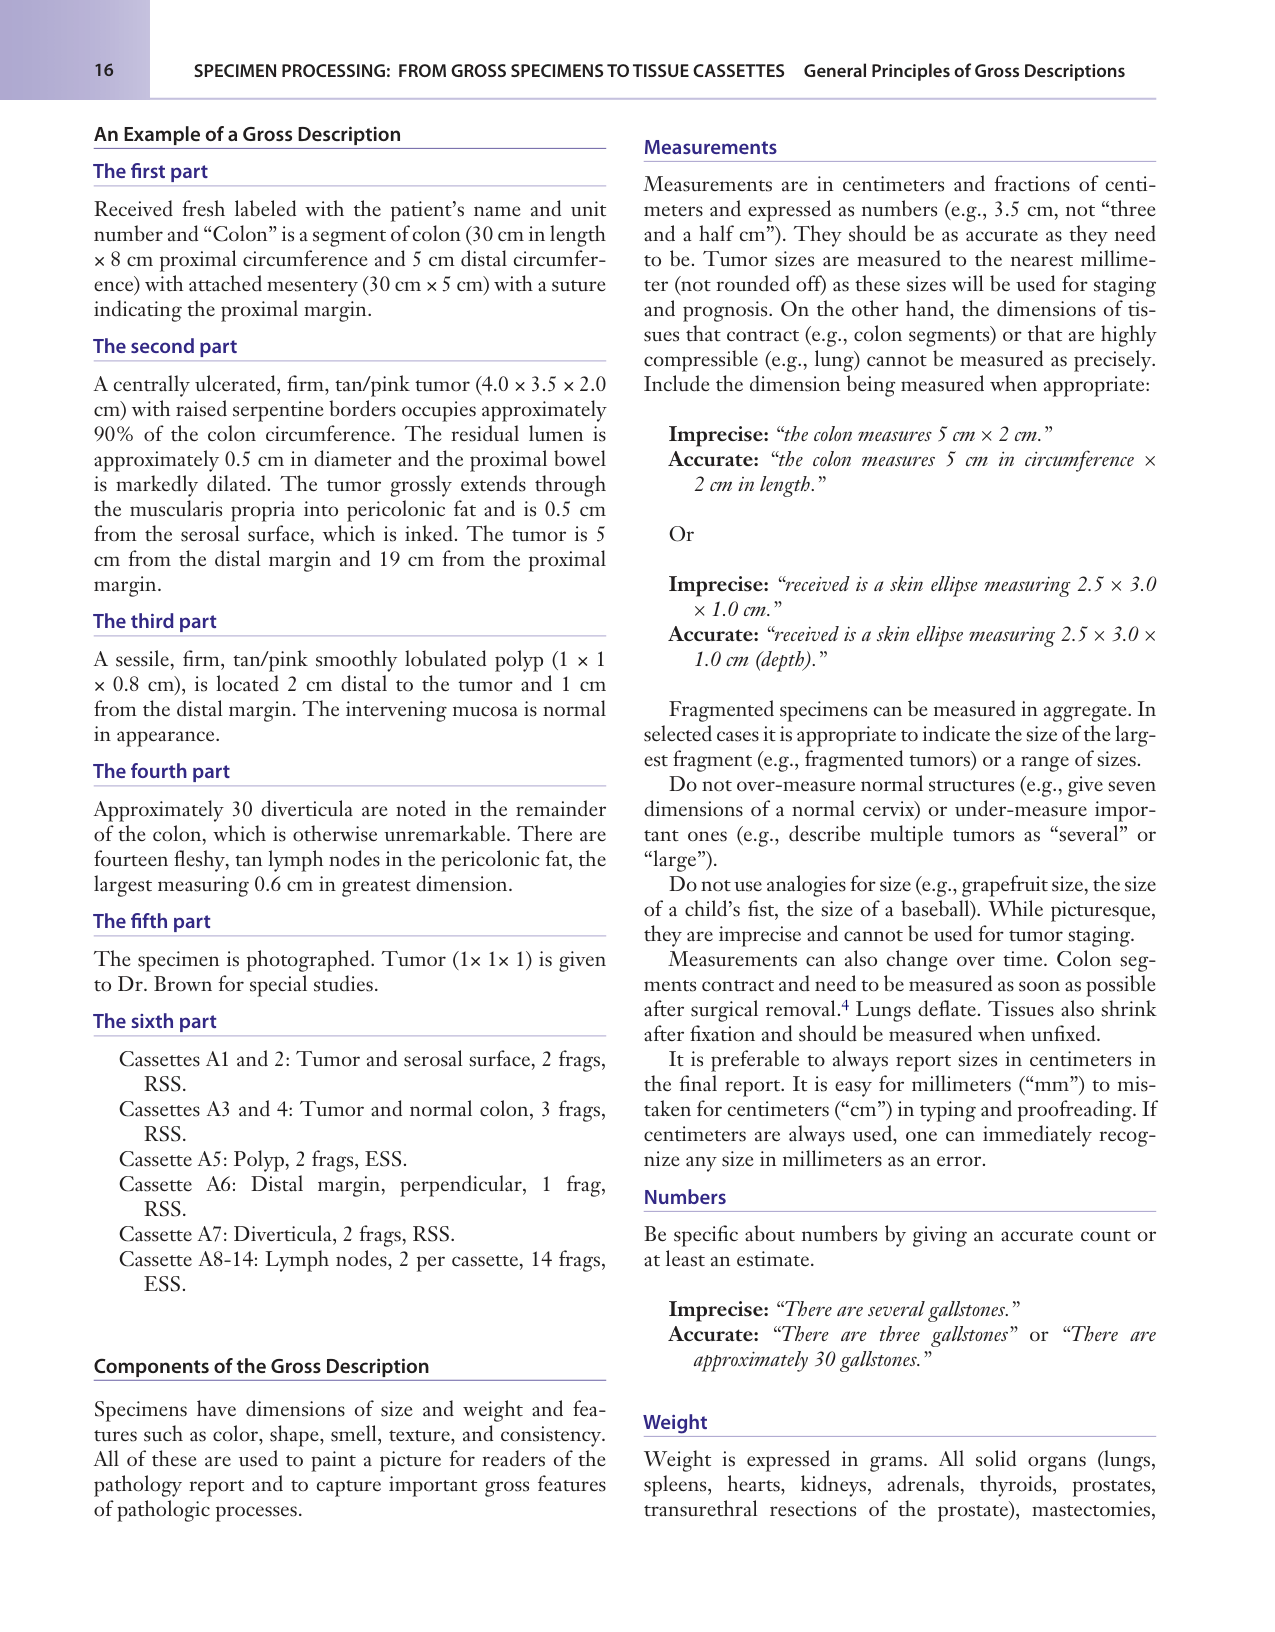 16
SPECIMEN PROCESSING: FROM GROSS SPECIMENS TO TISSUE CASSETTES General Principles of Gross Descriptions
An Example of a Gross Description
The first part
Received fresh labeled with the patient’s name and unit
number and “Colon” is a segment of colon (30 cm in length
× 8 cm proximal circumference and 5 cm distal circumfer-
ence) with attached mesentery (30 cm × 5 cm) with a suture
indicating the proximal margin.
The second part
A centrally ulcerated, firm, tan/pink tumor (4.0 × 3.5 × 2.0
cm) with raised serpentine borders occupies approximately
90% of the colon circumference. The residual lumen is
approximately 0.5 cm in diameter and the proximal bowel
is markedly dilated. The tumor grossly extends through
the muscularis propria into pericolonic fat and is 0.5 cm
from the serosal surface, which is inked. The tumor is 5
cm from the distal margin and 19 cm from the proximal
margin.
The third part
A sessile, firm, tan/pink smoothly lobulated polyp (1 × 1
× 0.8 cm), is located 2 cm distal to the tumor and 1 cm
from the distal margin. The intervening mucosa is normal
in appearance.
The fourth part
Approximately 30 diverticula are noted in the remainder
of the colon, which is otherwise unremarkable. There are
fourteen fleshy, tan lymph nodes in the pericolonic fat, the
largest measuring 0.6 cm in greatest dimension.
The fifth part
The specimen is photographed. Tumor (1× 1× 1) is given
to Dr. Brown for special studies.
The sixth part
Cassettes A1 and 2: Tumor and serosal surface, 2 frags,
RSS.
Cassettes A3 and 4: Tumor and normal colon, 3 frags,
RSS.
Cassette A5: Polyp, 2 frags, ESS.
Cassette A6: Distal margin, perpendicular, 1 frag,
RSS.
Cassette A7: Diverticula, 2 frags, RSS.
Cassette A8-14: Lymph nodes, 2 per cassette, 14 frags,
ESS.
Components of the Gross Description
Specimens have dimensions of size and weight and fea-
tures such as color, shape, smell, texture, and consistency.
All of these are used to paint a picture for readers of the
pathology report and to capture important gross features
of pathologic processes.
Measurements
Measurements are in centimeters and fractions of centi-
meters and expressed as numbers (e.g., 3.5 cm, not “three
and a half cm”). They should be as accurate as they need
to be. Tumor sizes are measured to the nearest millime-
ter (not rounded off) as these sizes will be used for staging
and prognosis. On the other hand, the dimensions of tis-
sues that contract (e.g., colon segments) or that are highly
compressible (e.g., lung) cannot be measured as precisely.
Include the dimension being measured when appropriate:
Imprecise: “the colon measures 5 cm × 2 cm.”
Accurate: “the colon measures 5 cm in circumference ×
2 cm in length.”
Or
Imprecise: “received is a skin ellipse measuring 2.5 × 3.0
× 1.0 cm.”
Accurate: “received is a skin ellipse measuring 2.5 × 3.0 ×
1.0 cm (depth).”
Fragmented specimens can be measured in aggregate. In
selected cases it is appropriate to indicate the size of the larg-
est fragment (e.g., fragmented tumors) or a range of sizes.
Do not over-measure normal structures (e.g., give seven
dimensions of a normal cervix) or under-measure impor-
tant ones (e.g., describe multiple tumors as “several” or
“large”).
Do not use analogies for size (e.g., grapefruit size, the size
of a child’s fist, the size of a baseball). While picturesque,
they are imprecise and cannot be used for tumor staging.
Measurements can also change over time. Colon seg-
ments contract and need to be measured as soon as possible
after surgical removal.4 Lungs deflate. Tissues also shrink
after fixation and should be measured when unfixed.
It is preferable to always report sizes in centimeters in
the final report. It is easy for millimeters (“mm”) to mis-
taken for centimeters (“cm”) in typing and proofreading. If
centimeters are always used, one can immediately recog-
nize any size in millimeters as an error.
Numbers
Be specific about numbers by giving an accurate count or
at least an estimate.
Imprecise: “There are several gallstones.”
Accurate: “There are three gallstones” or “There are
approximately 30 gallstones.”
Weight
Weight is expressed in grams. All solid organs (lungs,
spleens, hearts, kidneys, adrenals, thyroids, prostates,
transurethral resections of the prostate), mastectomies,